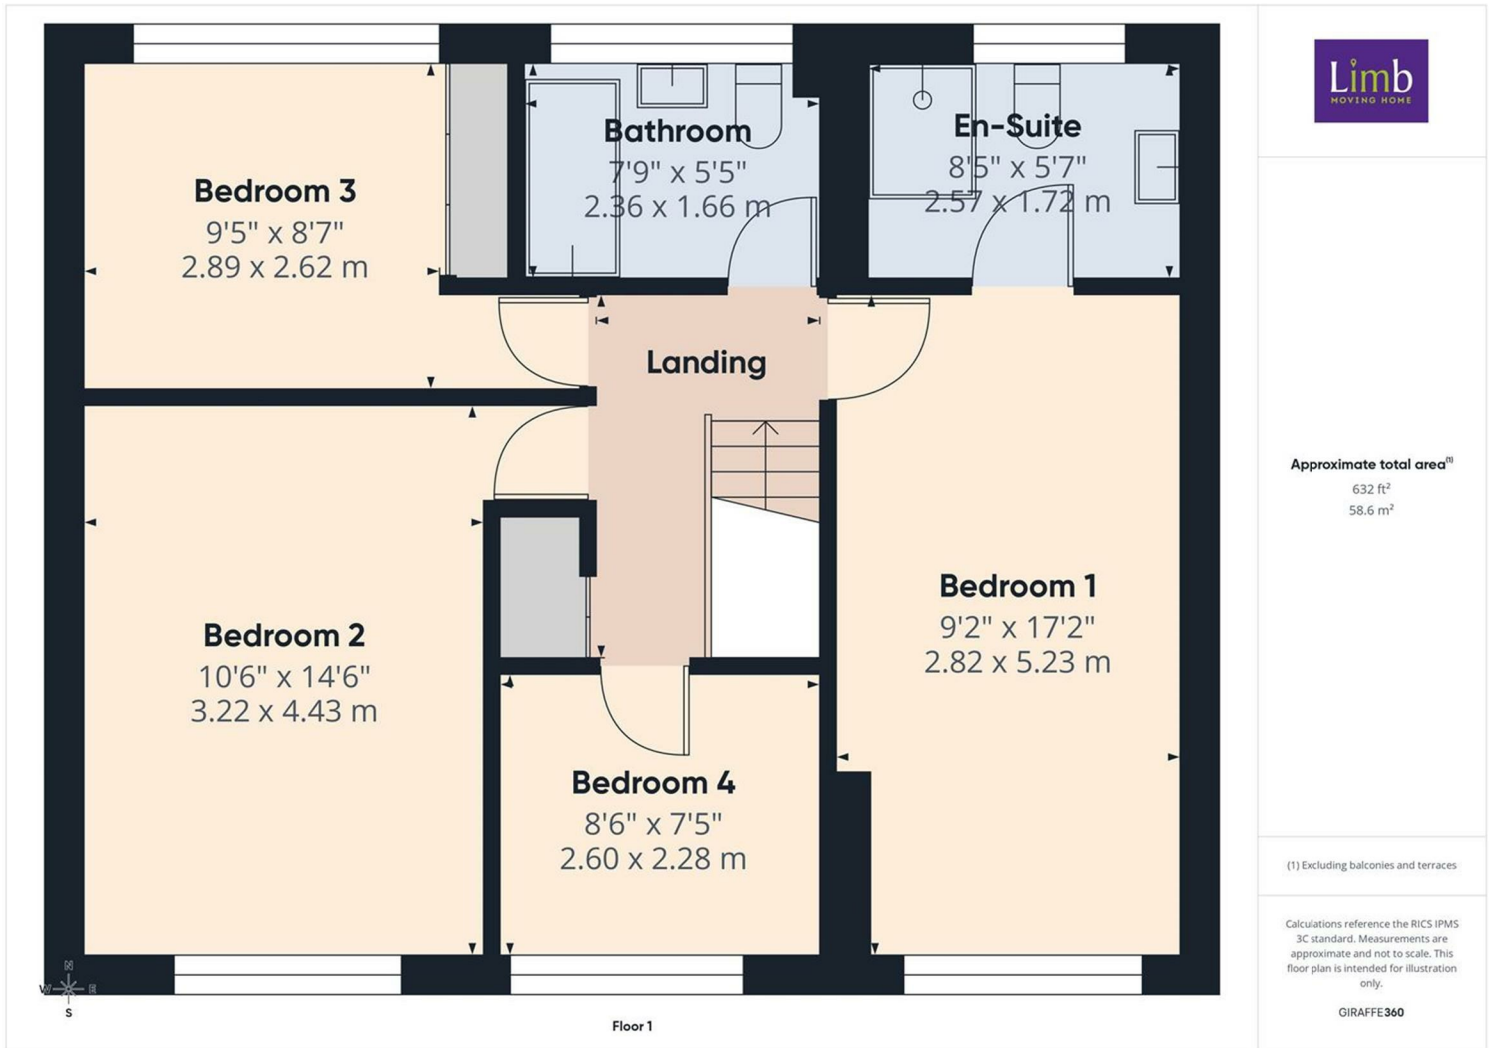 Bedroom 3
9'5" x 8'7"
2.89 x 2.62 m
Bathroom
7'9" x 5'5"
2.36 x 1.66 m
En-Suite
8'5" x 5'7"
2.57 x 1.72 m
Landing
Bedroom 2
10'6" x 14'6"
3.22 x 4.43 m
Bedroom 1
9'2" x 17'2"
2.82 x 5.23 m
Bedroom 4
8'6" x 7'5"
2.60 x 2.28 m
N
W E
S
Floor 1
Limb
MOVING HOME
Approximate total area(1)
632 ft²
58.6 m²
(1) Excluding balconies and terraces
Calculations reference the RICS IPMS
3C standard. Measurements are
approximate and not to scale. This
floor plan is intended for illustration
only.
GIRAFFE360